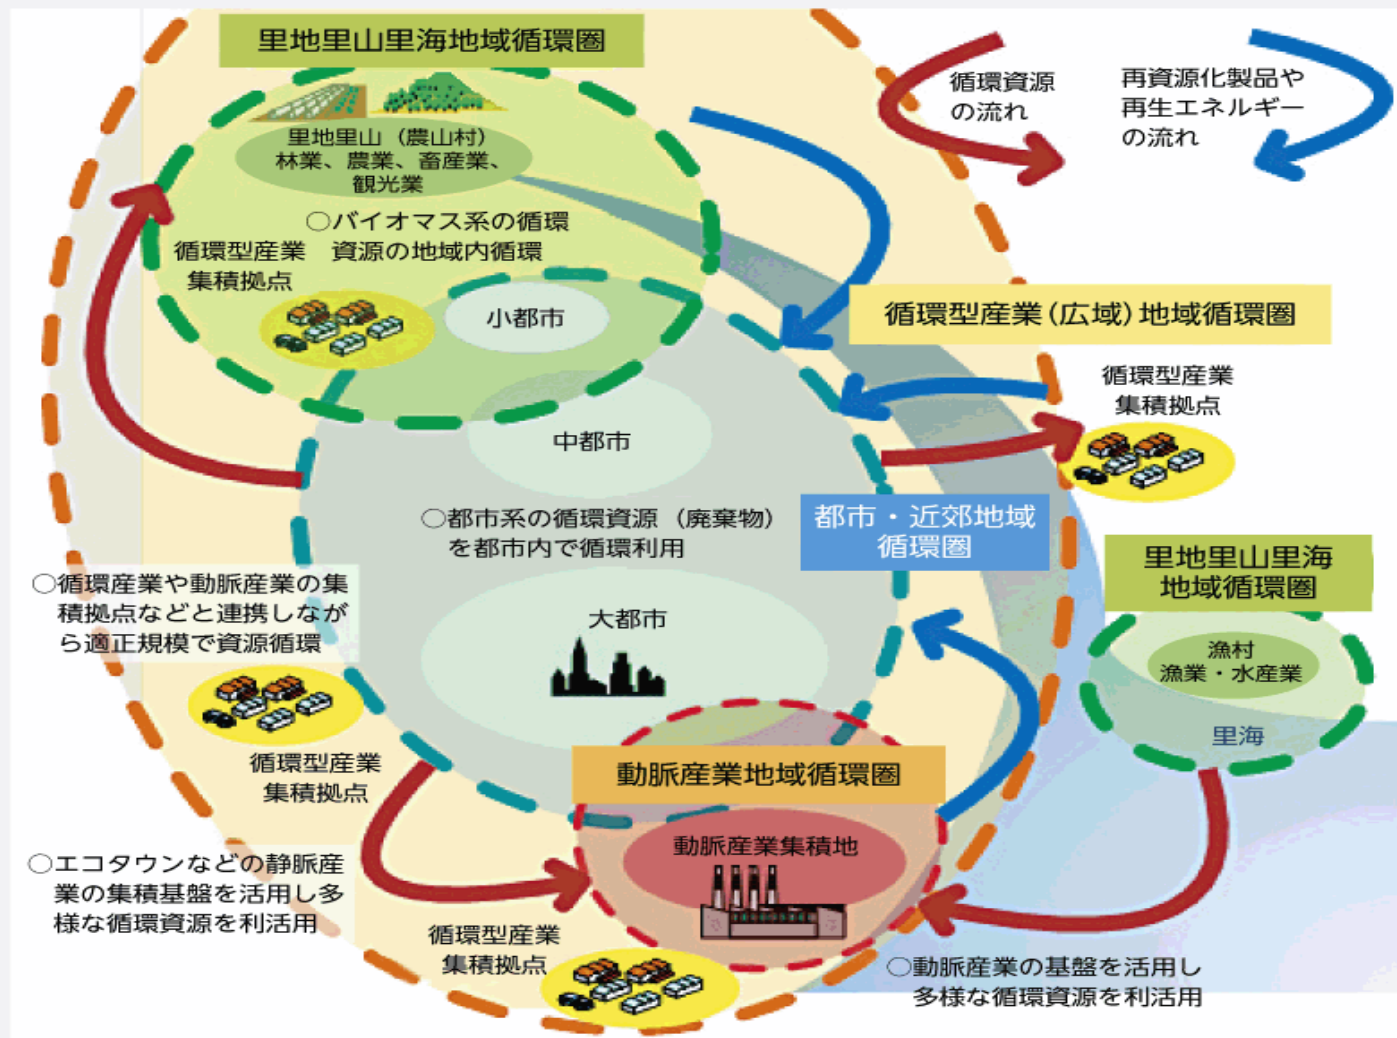 里地里山里海地域循環圏
循環資源
の流れ
再資源化製品や
再生エネルギー
の流れ
里地里山（農山村）
林業、農業、畜産業、
観光業
○バイオマス系の循環
資源の地域内循環
循環型産業
集積拠点
小都市
循環型産業(広域)地域循環圏
循環型産業
集積拠点
中都市
○都市系の循環資源（廃棄物）
を都市内で循環利用
都市・近郊地域
循環圏
里地里山里海
地域循環圏
○循環産業や動脈産業の集
積拠点などと連携しなが
ら適正規模で資源循環
大都市
漁村
漁業・水産業
里海
循環型産業
集積拠点
動脈産業地域循環圏
動脈産業集積地
○エコタウンなどの静脈産
業の集積基盤を活用し多
様な循環資源を利活用
循環型産業
集積拠点
○動脈産業の基盤を活用し
多様な循環資源を利活用